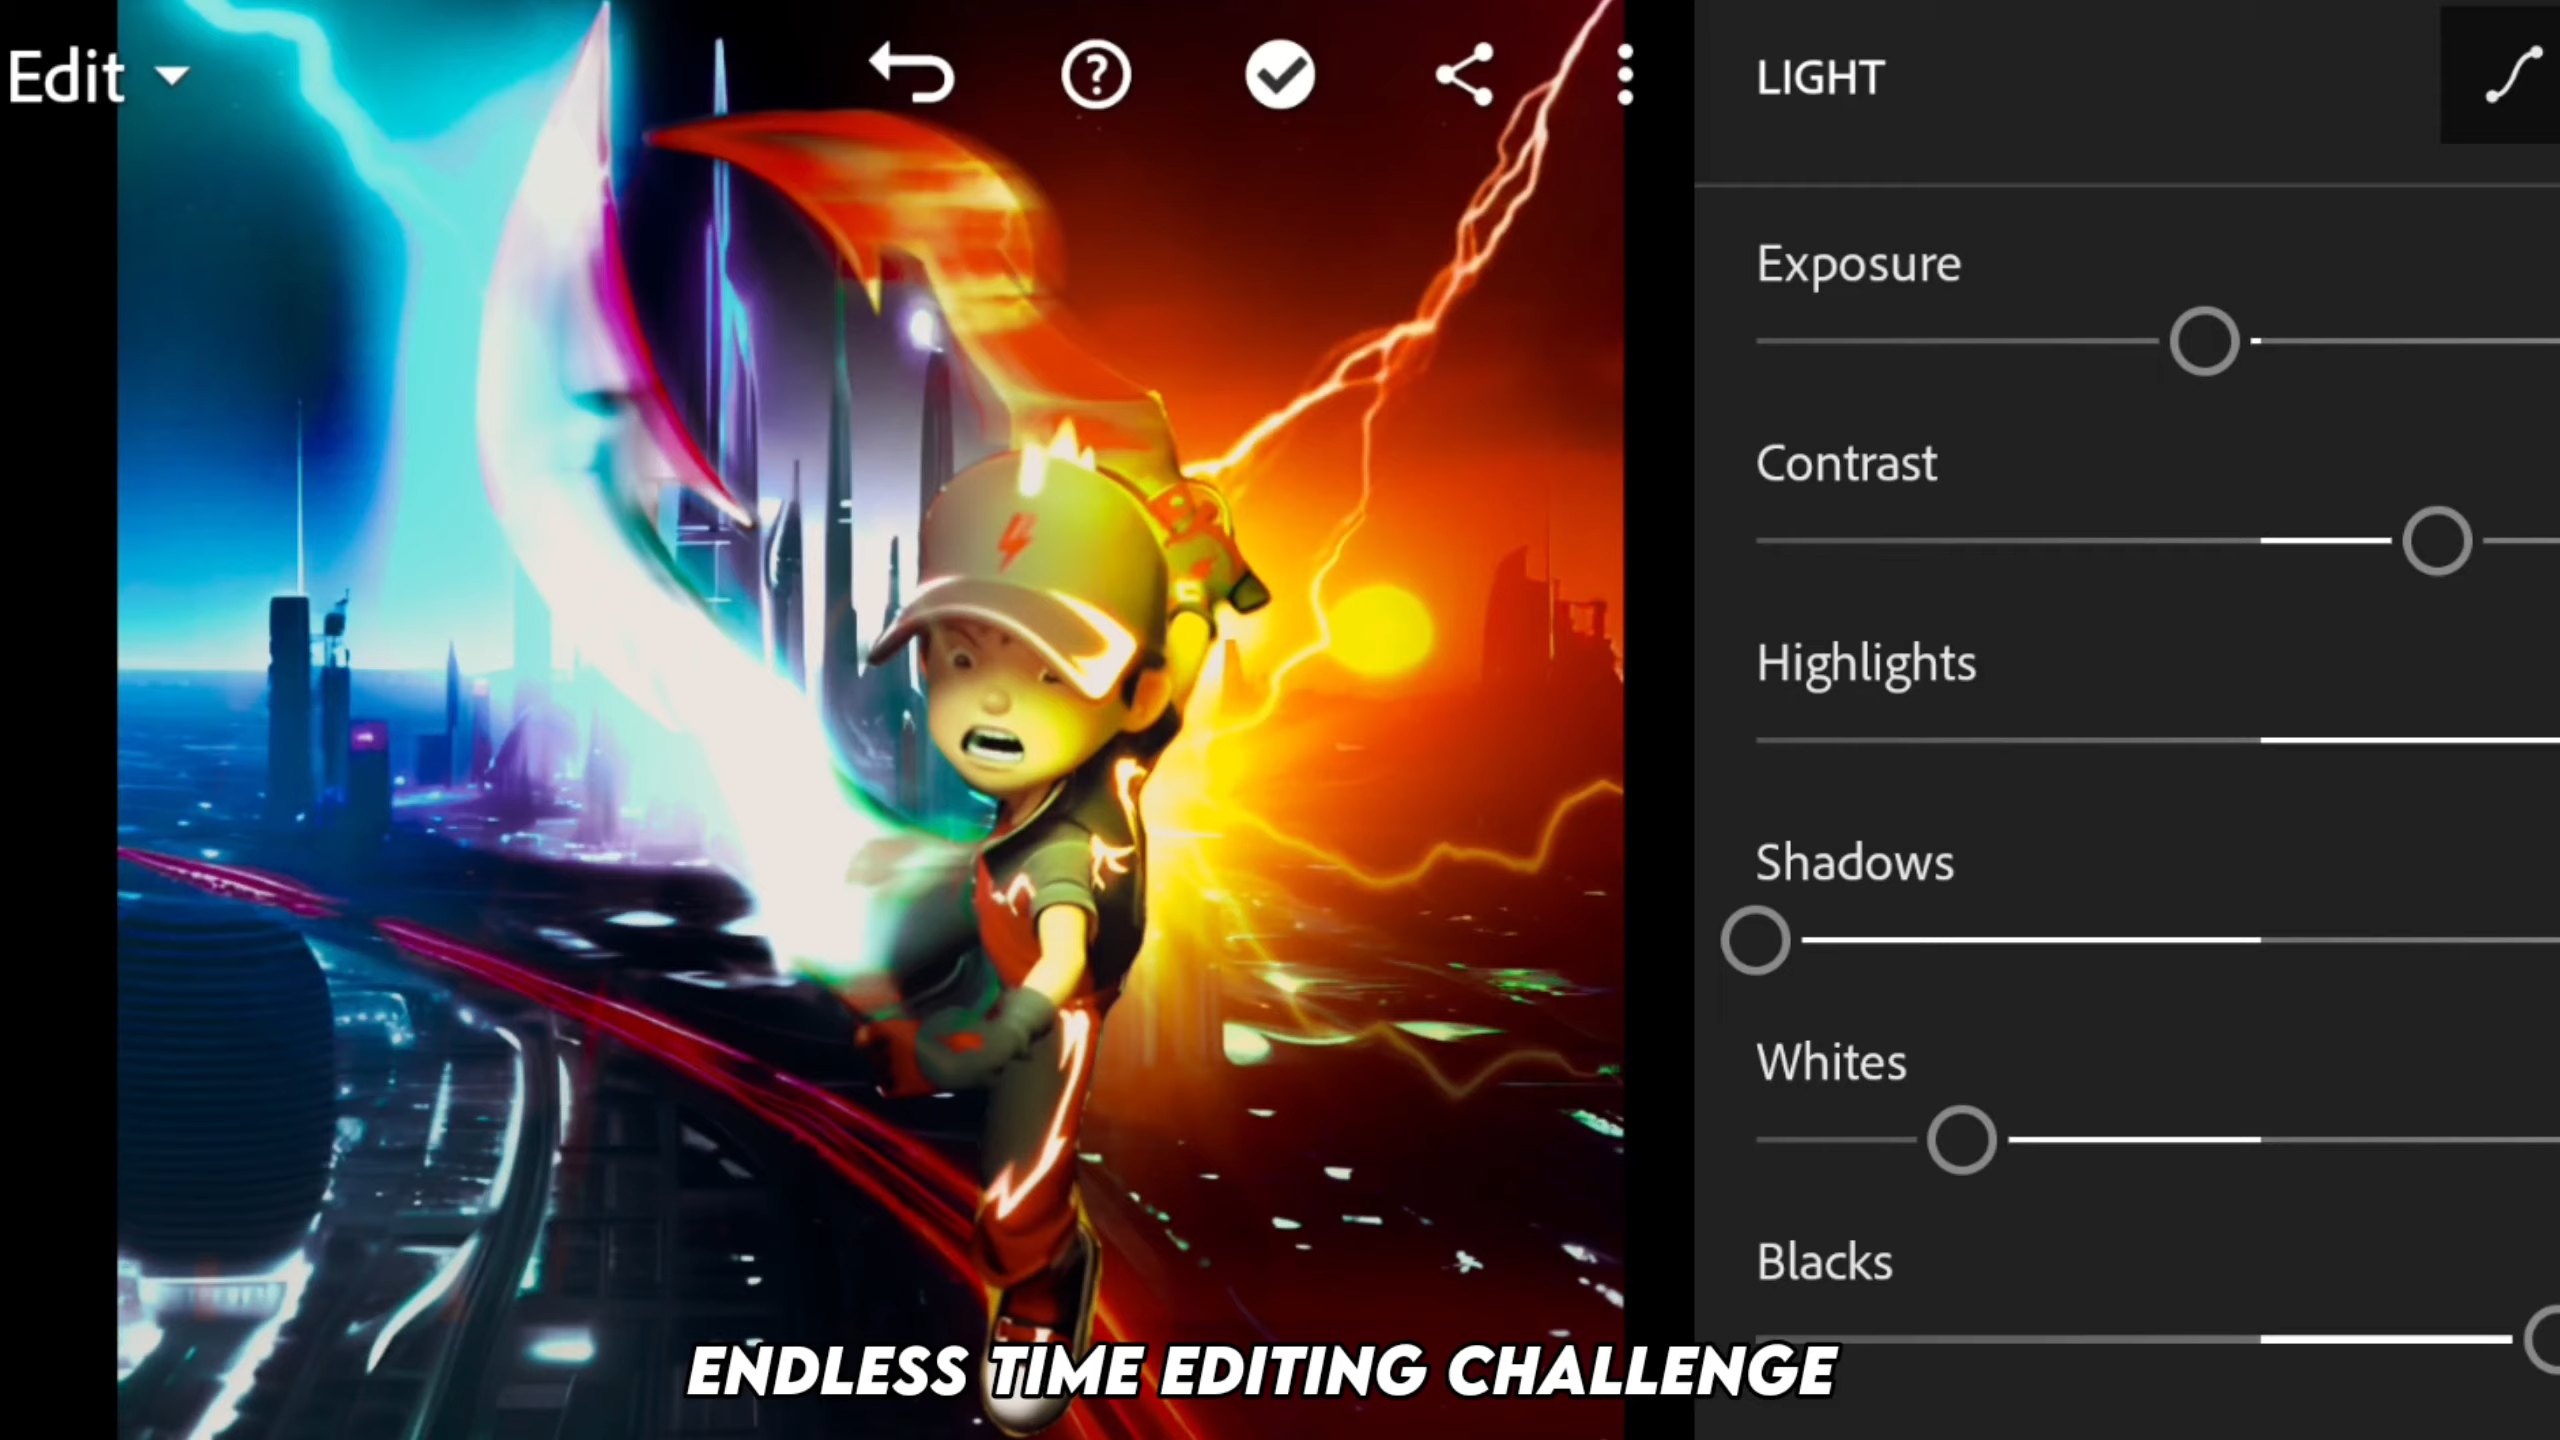 Edit
LIGHT
Exposure
Contrast
Highlights
Shadows
Whites
Blacks
ENDLESS TIME EDITING CHALLENGE